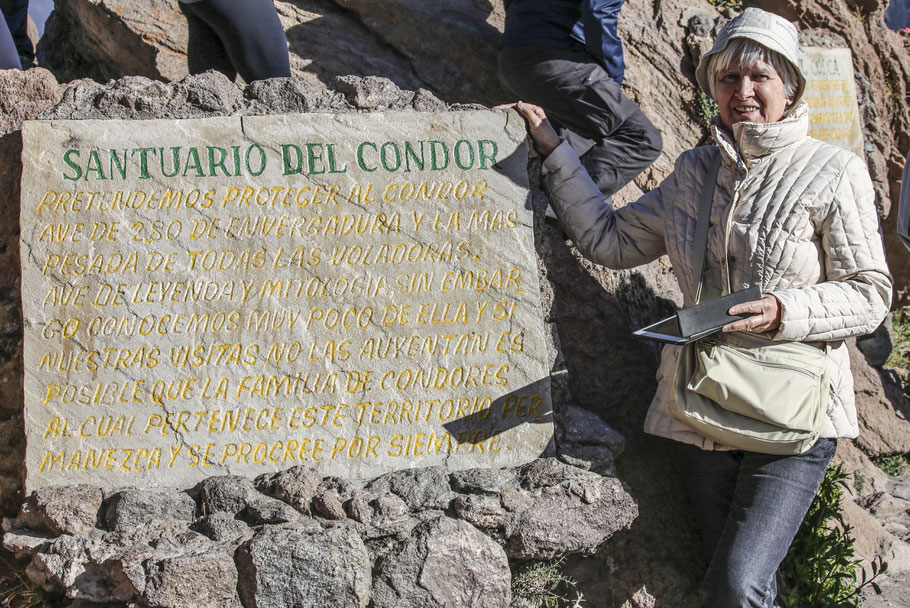 SANTUARIO DEL CONDOR
PRETENDEMOS PROTEGER AL CONDOR
AVE DE 2.80 DE ENVERGADURA Y LA MAS
PESADA DE TODAS LAS VOLADORAS.
AVE DE LEYENDA Y MITOLOGIA, SIN EMBAR
GO CONOCEMOS MUY POCO DE ELLA Y SI
NUESTRAS VISITAS NO LAS AUYENTAN ES
POSIBLE QUE LA FAMILIA DE CONDORES
AL CUAL PERTENECE ESTE TERRITORIO, PER
MANEZCA Y SE PROCREE POR SIEMPRE.